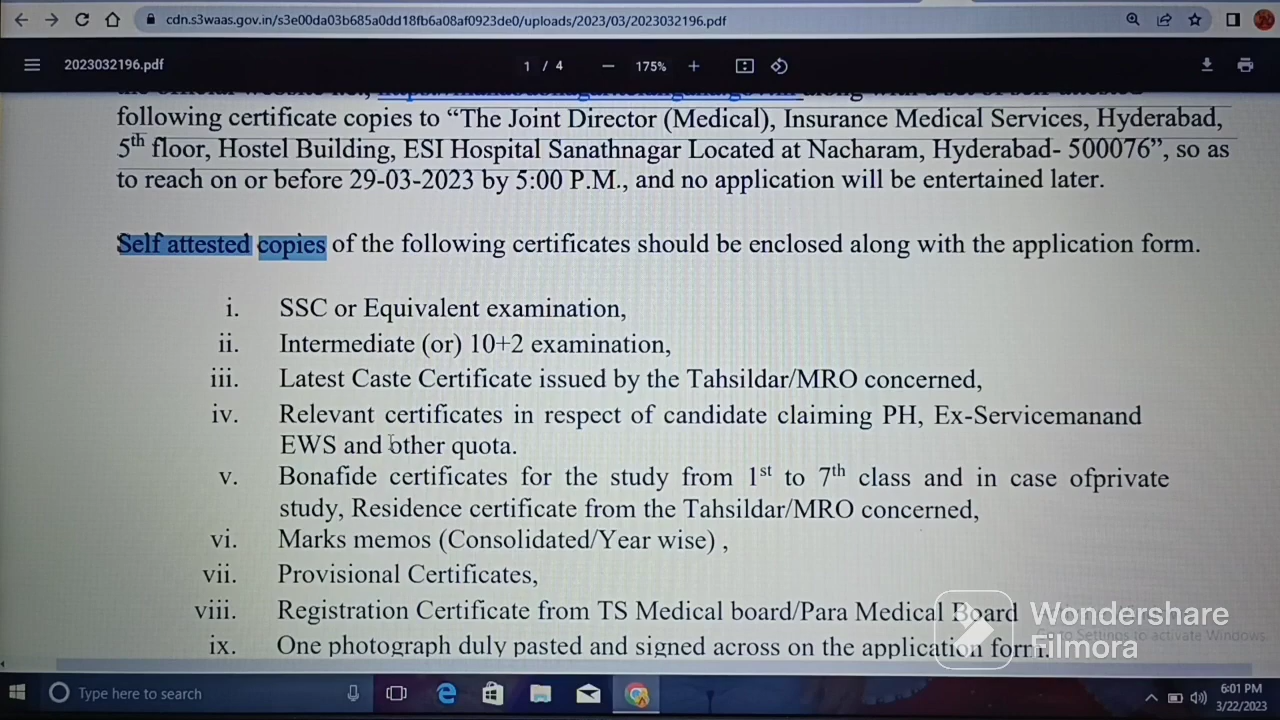 cdn.s3waas.gov.in/s3e00da03b685a0dd18fb6a08af0923de0/uploads/2023/03/2023032196.pdf
2023032196.pdf
1 / 4
175%
following certificate copies to “The Joint Director (Medical), Insurance Medical Services, Hyderabad,
5th floor, Hostel Building, ESI Hospital Sanathnagar Located at Nacharam, Hyderabad- 500076”, so as
to reach on or before 29-03-2023 by 5:00 P.M., and no application will be entertained later.
Self attested copies of the following certificates should be enclosed along with the application form.
i. SSC or Equivalent examination,
ii. Intermediate (or) 10+2 examination,
iii. Latest Caste Certificate issued by the Tahsildar/MRO concerned,
iv. Relevant certificates in respect of candidate claiming PH, Ex-Servicemanand
EWS and other quota.
v. Bonafide certificates for the study from 1st to 7th class and in case ofprivate
study, Residence certificate from the Tahsildar/MRO concerned,
vi. Marks memos (Consolidated/Year wise) ,
vii. Provisional Certificates,
viii. Registration Certificate from TS Medical board/Para Medical Board
ix. One photograph duly pasted and signed across on the application form.
Wondershare
Filmora
Go to Settings to activate Windows.
Type here to search
6:01 PM
3/22/2023